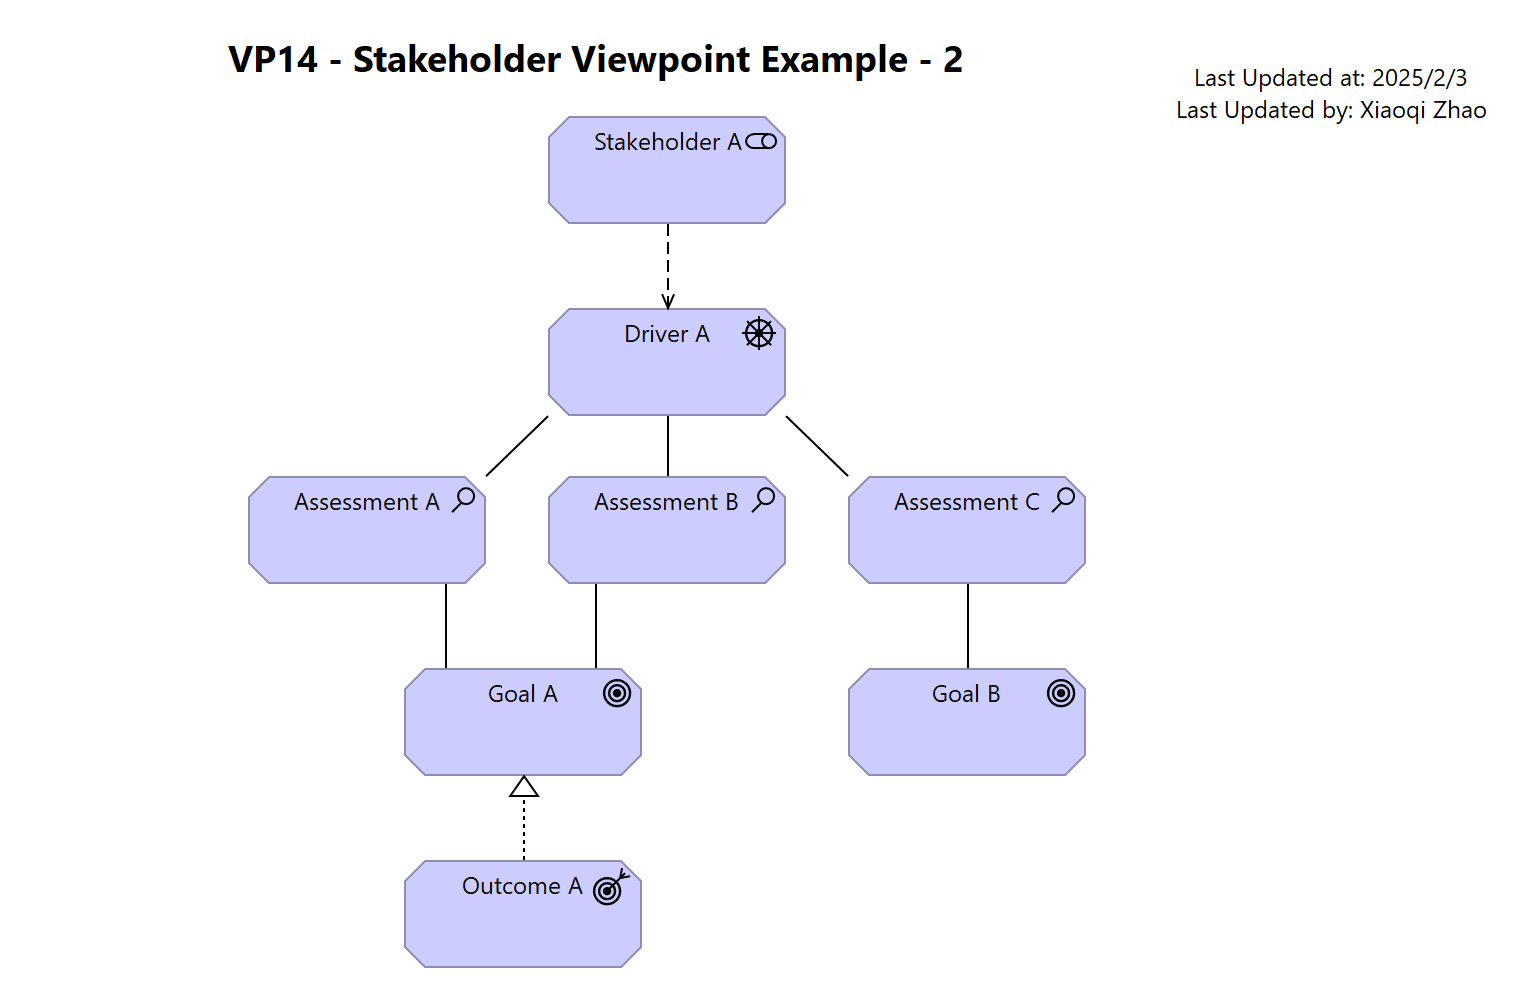 VP14 - Stakeholder Viewpoint Example - 2
Last Updated at: 2025/2/3
Last Updated by: Xiaoqi Zhao
Stakeholder A
Driver A
Assessment A
Assessment B
Assessment C
Goal A
Goal B
Outcome A